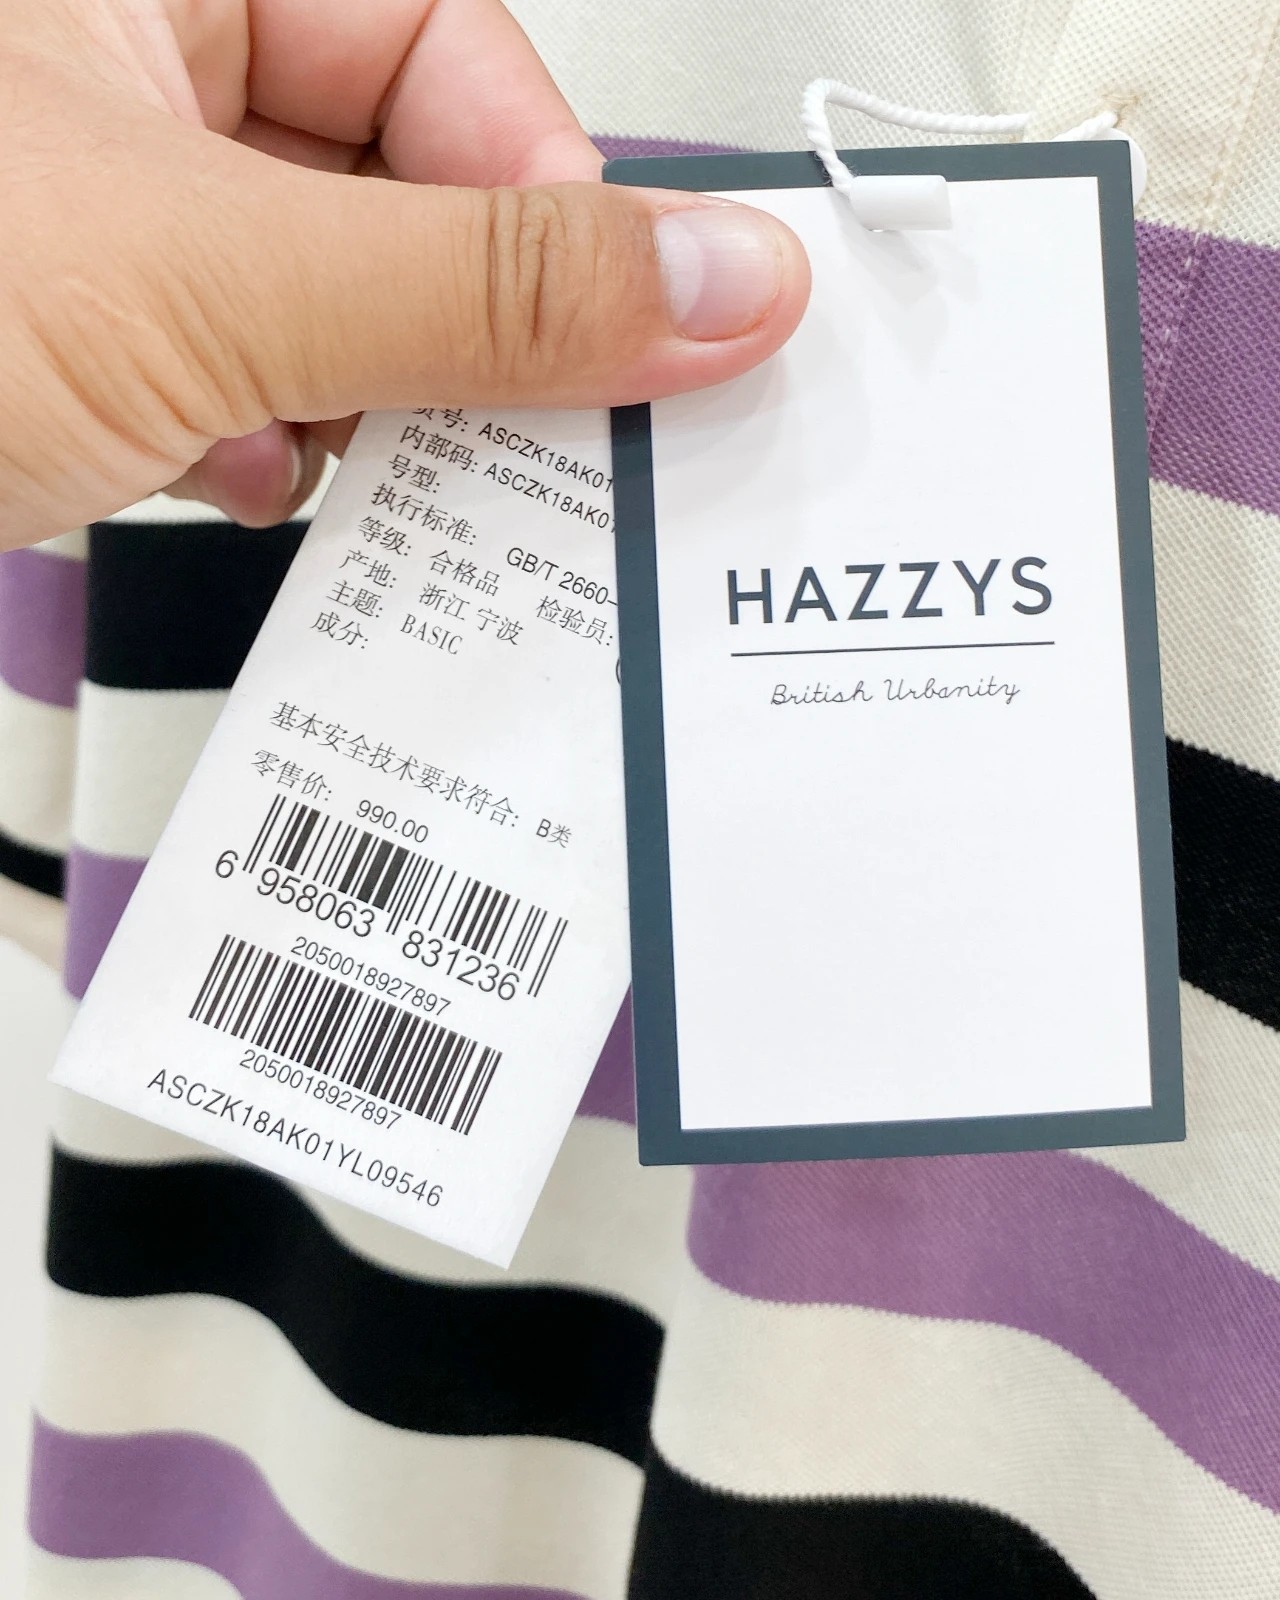 货号: ASCZK18AK01
内部码: ASCZK18AK01
号型:
执行标准: GB/T 2660-
等级: 合格品 检验员:
产地: 浙江 宁波
主题: BASIC
成分:
基本安全技术要求符合: B类
零售价: 990.00
6 958063 831236
2050018927897
2050018927897
ASCZK18AK01YL09546
HAZZYS
British Urbanity